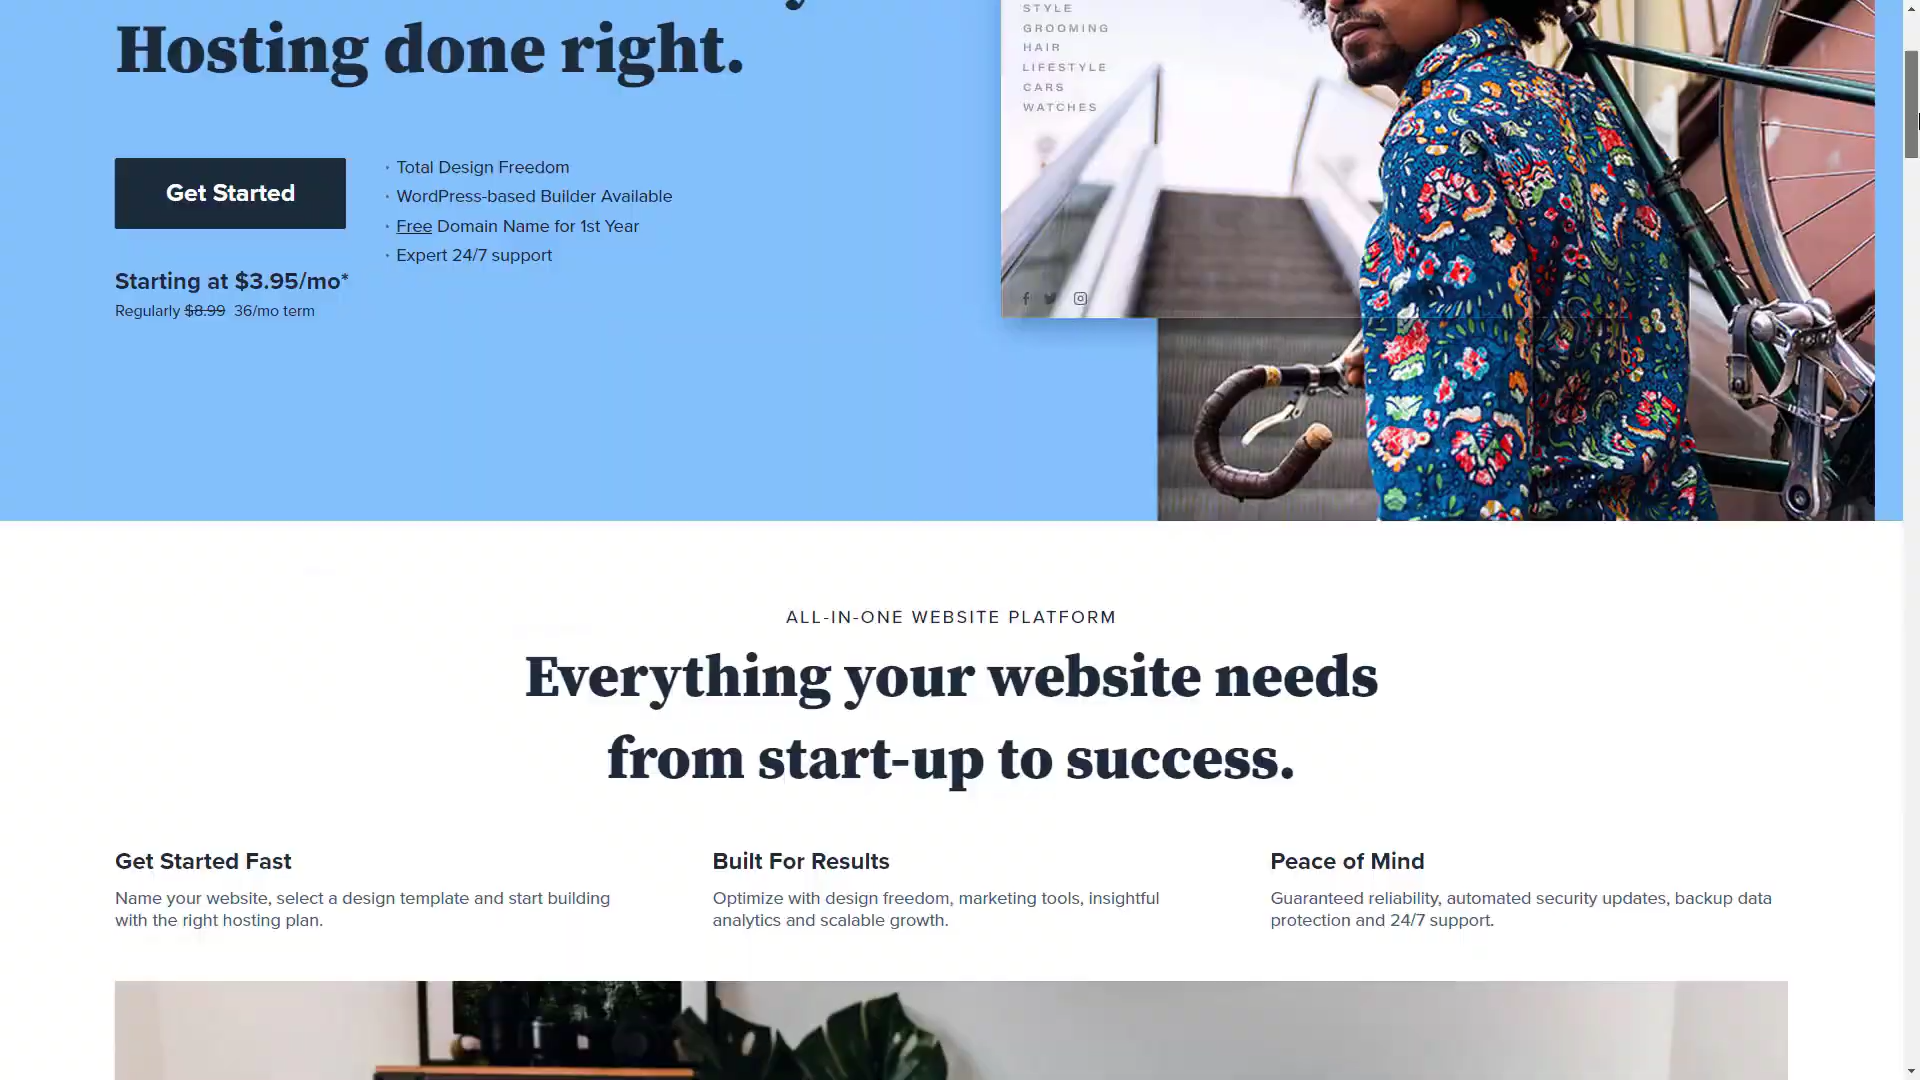 Hosting done right.
Get Started
· Total Design Freedom
· WordPress-based Builder Available
· Free Domain Name for 1st Year
· Expert 24/7 support
Starting at $3.95/mo*
Regularly $8.99 36/mo term
STYLE
GROOMING
HAIR
LIFESTYLE
CARS
WATCHES
ALL-IN-ONE WEBSITE PLATFORM
Everything your website needs
from start-up to success.
Get Started Fast
Name your website, select a design template and start building
with the right hosting plan.
Built For Results
Optimize with design freedom, marketing tools, insightful
analytics and scalable growth.
Peace of Mind
Guaranteed reliability, automated security updates, backup data
protection and 24/7 support.